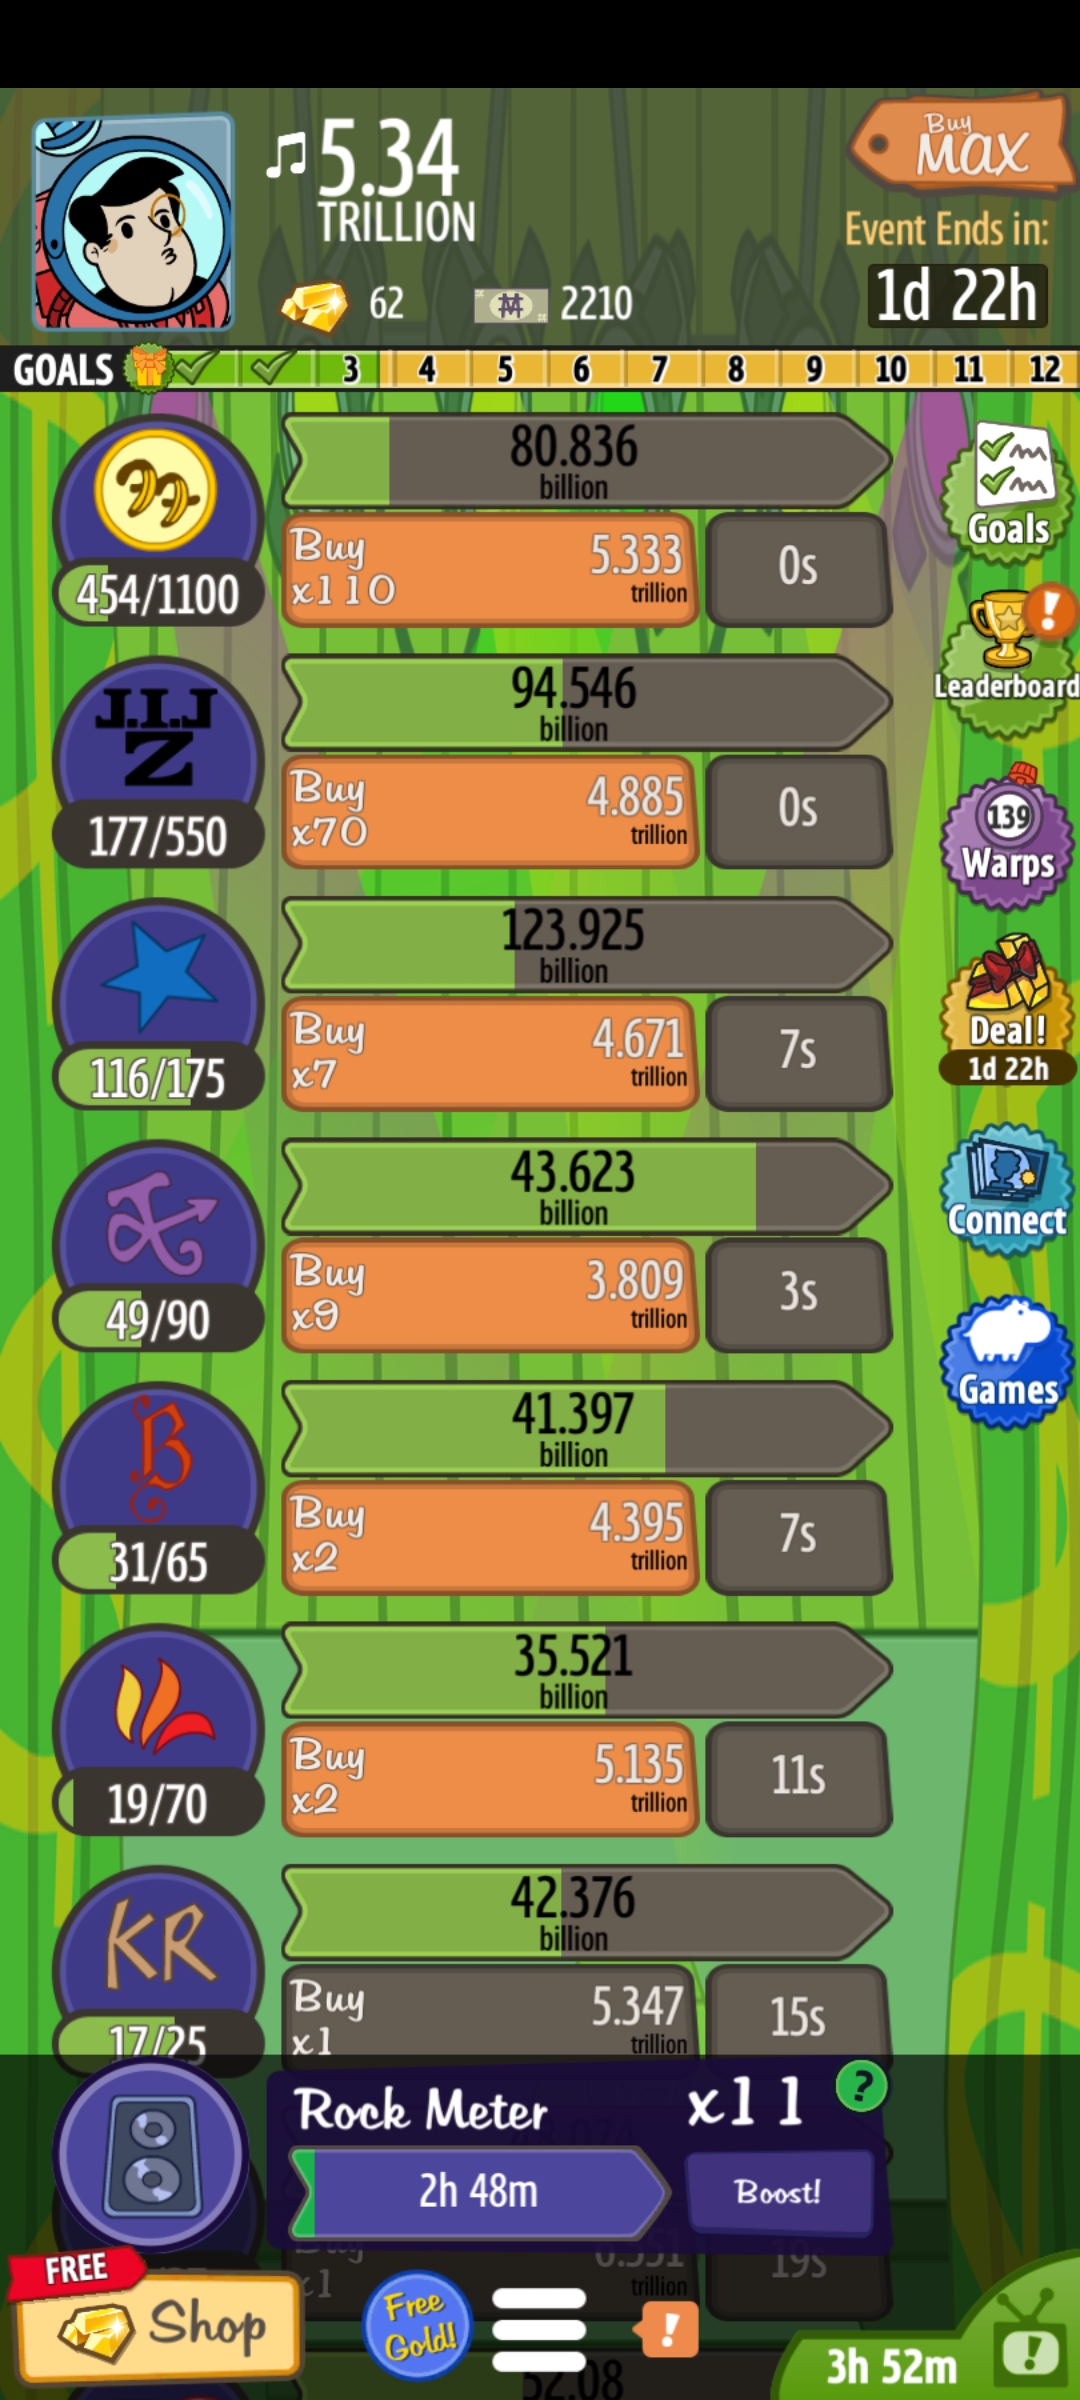 5.34
TRILLION
62
2210
Buy
MAX
Event Ends in:
1d 22h
GOALS 3 4 5 6 7 8 9 10 11 12
80.836
billion
454/1100
Buy
x110
5.333
trillion
0s
Goals
J.I.J
Z
94.546
billion
177/550
Buy
x70
4.885
trillion
0s
!
Leaderboard
139
Warps
123.925
billion
116/175
Buy
x7
4.671
trillion
7s
Deal!
1d 22h
43.623
billion
49/90
Buy
x9
3.809
trillion
3s
Connect
B
41.397
billion
31/65
Buy
x2
4.395
trillion
7s
Games
35.521
billion
19/70
Buy
x2
5.135
trillion
11s
KR
42.376
billion
17/25
Buy
x1
5.347
trillion
15s
Rock Meter
x11
?
2h 48m
Boost!
Buy
x1
6.551
trillion
19s
FREE
Shop
Free
Gold!
!
52.08
3h 52m
!